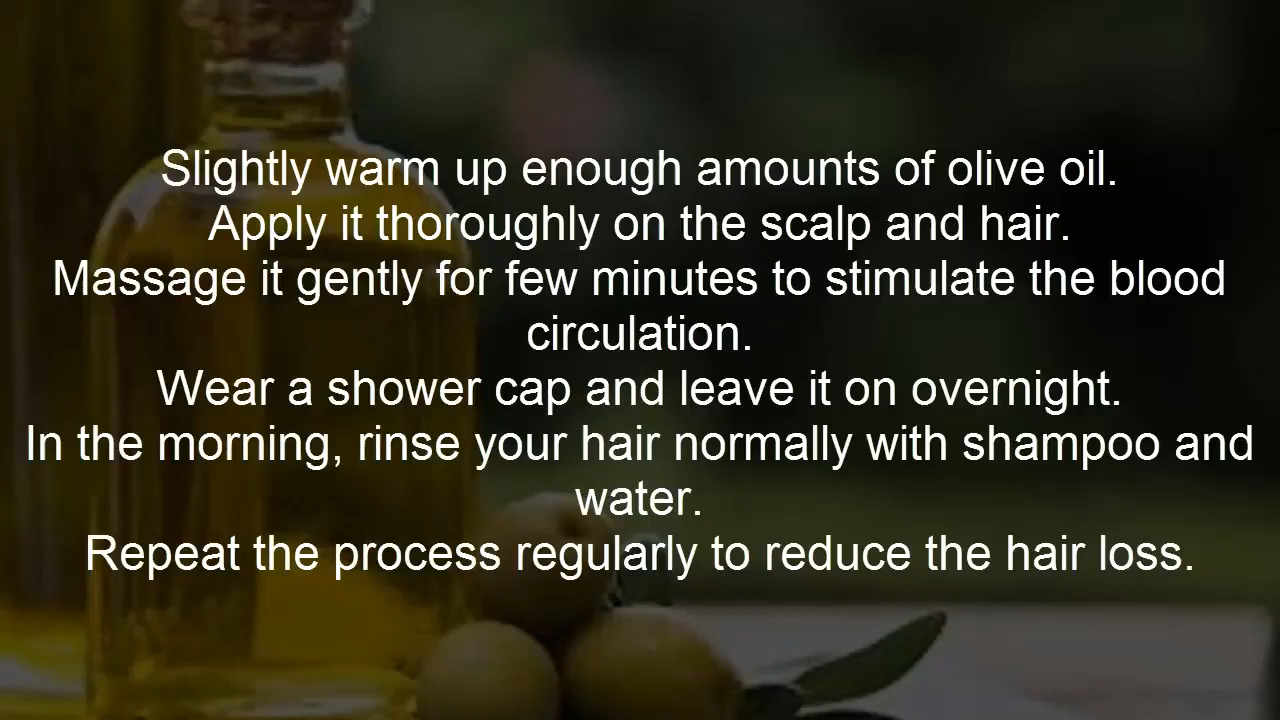 Slightly warm up enough amounts of olive oil.
Apply it thoroughly on the scalp and hair.
Massage it gently for few minutes to stimulate the blood
circulation.
Wear a shower cap and leave it on overnight.
In the morning, rinse your hair normally with shampoo and
water.
Repeat the process regularly to reduce the hair loss.